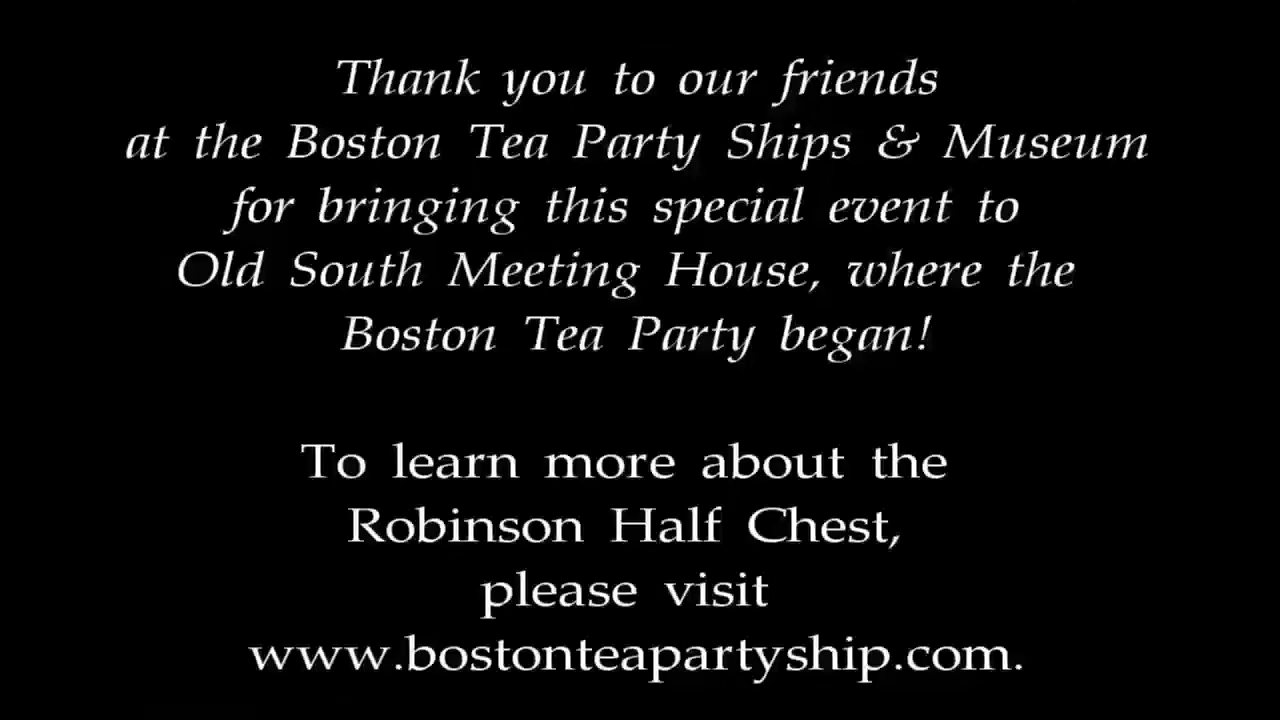 Thank you to our friends
at the Boston Tea Party Ships & Museum
for bringing this special event to
Old South Meeting House, where the
Boston Tea Party began!
To learn more about the
Robinson Half Chest,
please visit
www.bostonteapartyship.com.